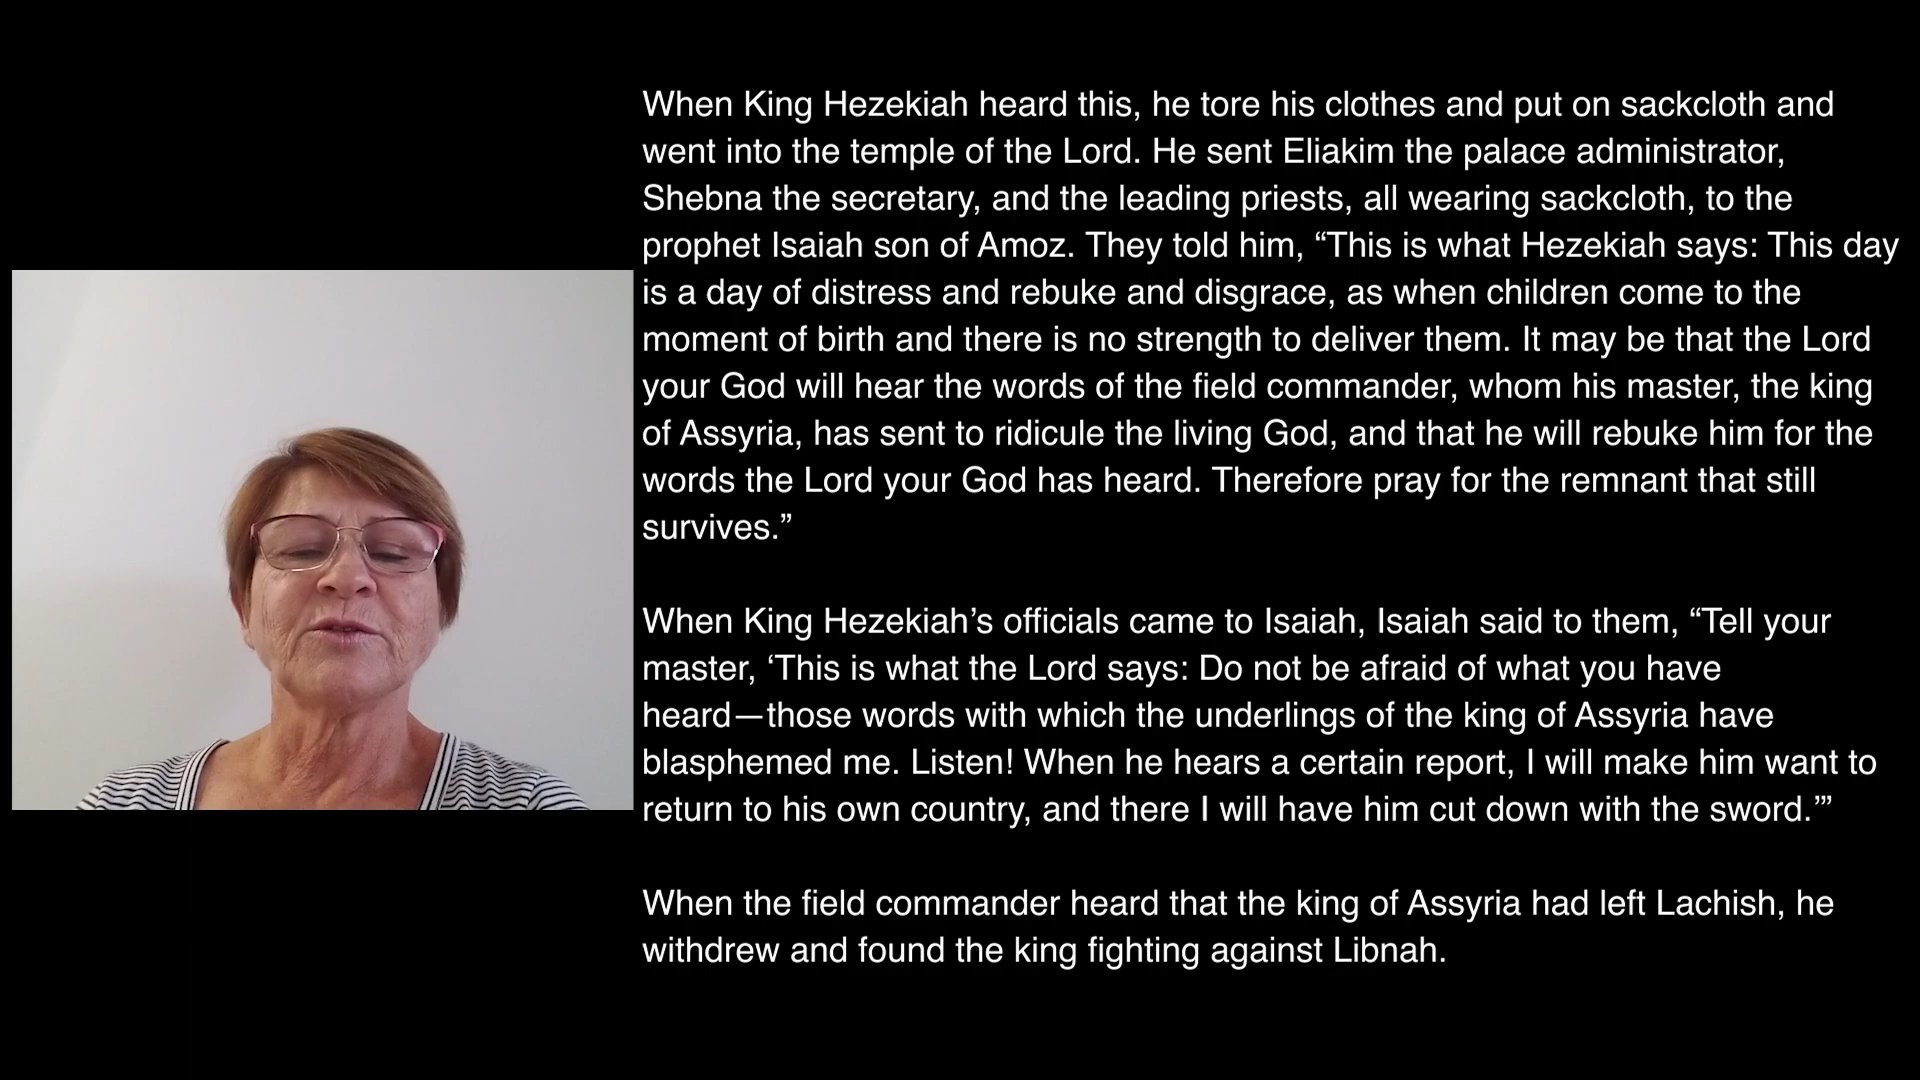 When King Hezekiah heard this, he tore his clothes and put on sackcloth and
went into the temple of the Lord. He sent Eliakim the palace administrator,
Shebna the secretary, and the leading priests, all wearing sackcloth, to the
prophet Isaiah son of Amoz. They told him, “This is what Hezekiah says: This day
is a day of distress and rebuke and disgrace, as when children come to the
moment of birth and there is no strength to deliver them. It may be that the Lord
your God will hear the words of the field commander, whom his master, the king
of Assyria, has sent to ridicule the living God, and that he will rebuke him for the
words the Lord your God has heard. Therefore pray for the remnant that still
survives.”
When King Hezekiah’s officials came to Isaiah, Isaiah said to them, “Tell your
master, ‘This is what the Lord says: Do not be afraid of what you have
heard—those words with which the underlings of the king of Assyria have
blasphemed me. Listen! When he hears a certain report, I will make him want to
return to his own country, and there I will have him cut down with the sword.’”
When the field commander heard that the king of Assyria had left Lachish, he
withdrew and found the king fighting against Libnah.